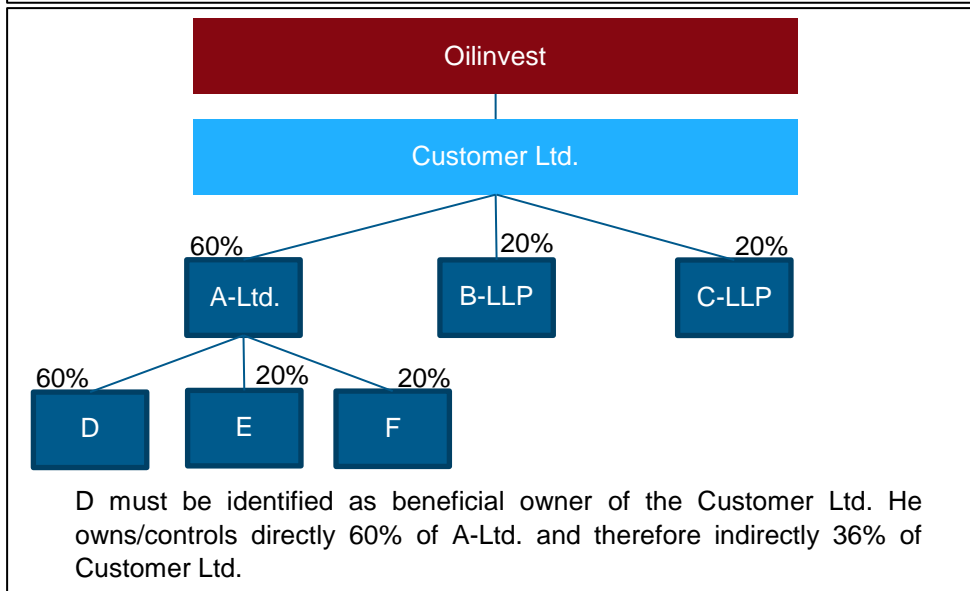 Oilinvest
Customer Ltd.
60%
20%
20%
A-Ltd.
B-LLP
C-LLP
60%
20%
20%
D
E
F
D must be identified as beneficial owner of the Customer Ltd. He
owns/controls directly 60% of A-Ltd. and therefore indirectly 36% of
Customer Ltd.